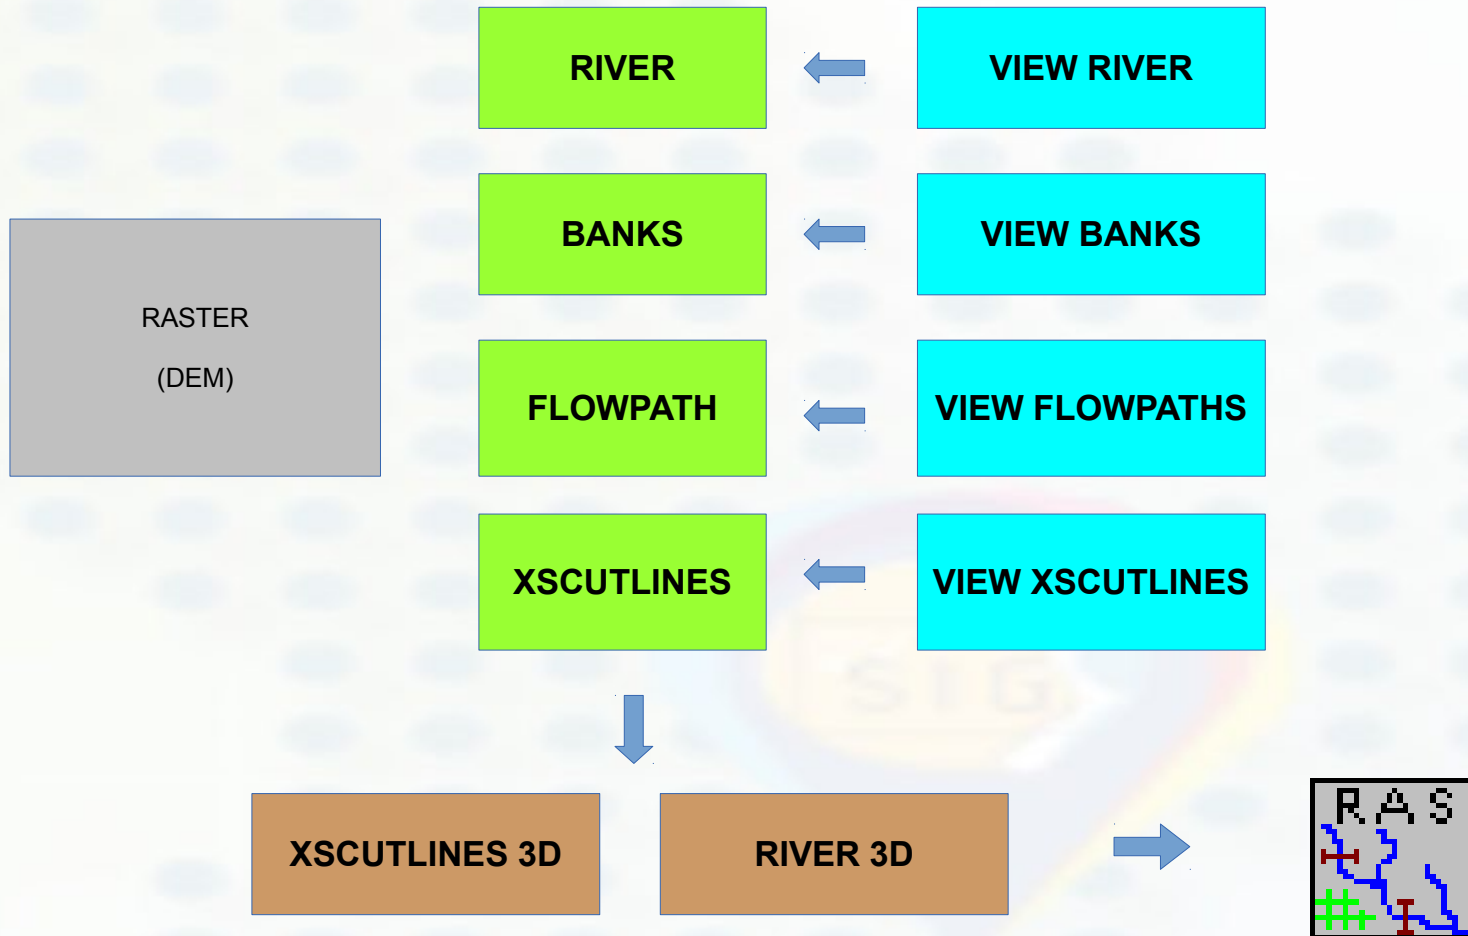 RIVER
VIEW RIVER
BANKS
VIEW BANKS
RASTER
(DEM)
FLOWPATH
VIEW FLOWPATHS
XSCUTLINES
VIEW XSCUTLINES
SIG
XSCUTLINES 3D
RIVER 3D
RAS